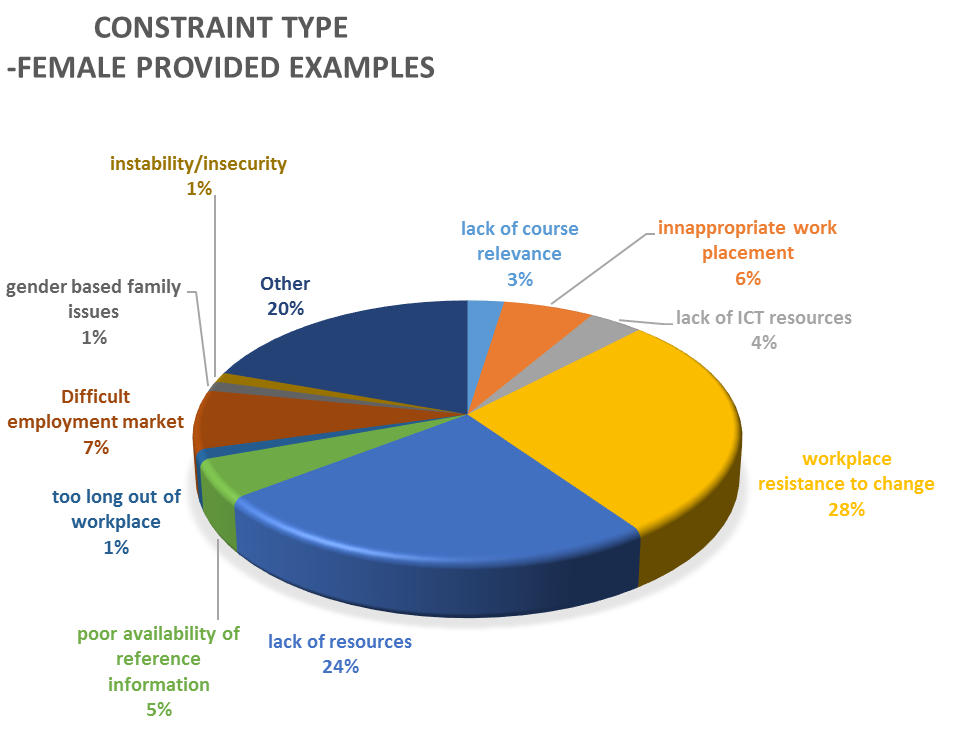 CONSTRAINT TYPE
-FEMALE PROVIDED EXAMPLES
instability/insecurity
1%
lack of course
relevance
3%
innappropriate work
placement
6%
gender based family
issues
1%
Other
20%
lack of ICT resources
4%
Difficult
employment market
7%
workplace
resistance to change
28%
too long out of
workplace
1%
poor availability of
reference
information
5%
lack of resources
24%